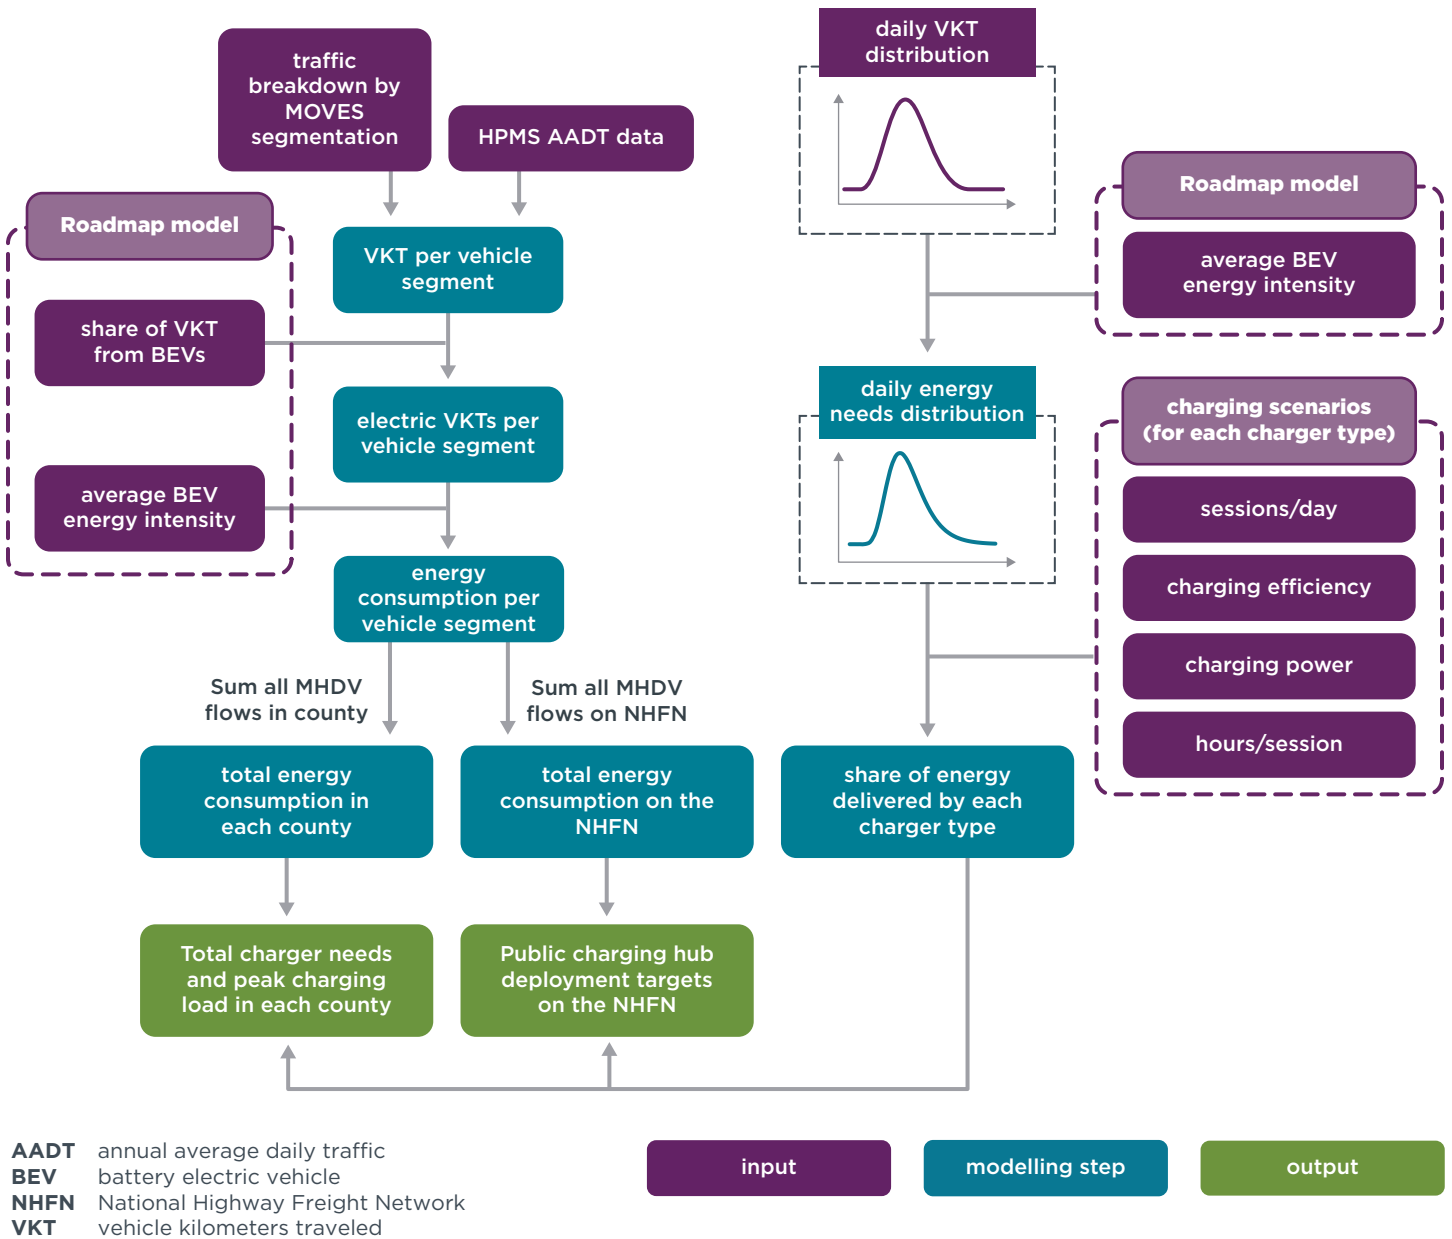 traffic
breakdown by
MOVES
segmentation
HPMS AADT data
Roadmap model
VKT per vehicle
segment
share of VKT
from BEVs
electric VKTs per
vehicle segment
average BEV
energy intensity
energy
consumption per
vehicle segment
Sum all MHDV
flows in county
Sum all MHDV
flows on NHFN
total energy
consumption in
each county
total energy
consumption on the
NHFN
Total charger needs
and peak charging
load in each county
Public charging hub
deployment targets
on the NHFN
daily VKT
distribution
Roadmap model
average BEV
energy intensity
daily energy
needs distribution
charging scenarios
(for each charger type)
sessions/day
charging efficiency
charging power
hours/session
share of energy
delivered by each
charger type
AADT annual average daily traffic
BEV battery electric vehicle
NHFN National Highway Freight Network
VKT vehicle kilometers traveled
input
modelling step
output